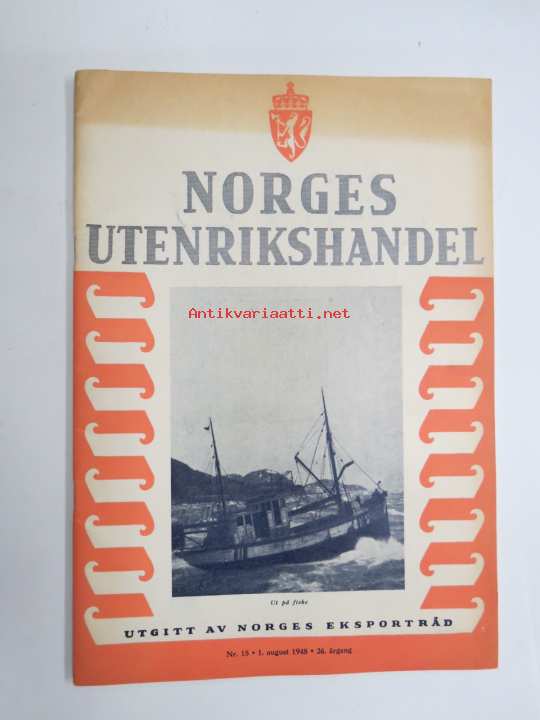 NORGES
UTENRIKSHANDEL
Antikvariaatti.net
Ut på fiske
UTGITT AV NORGES EKSPORTRÅD
Nr. 15 • 1. august 1948 • 26. årgang